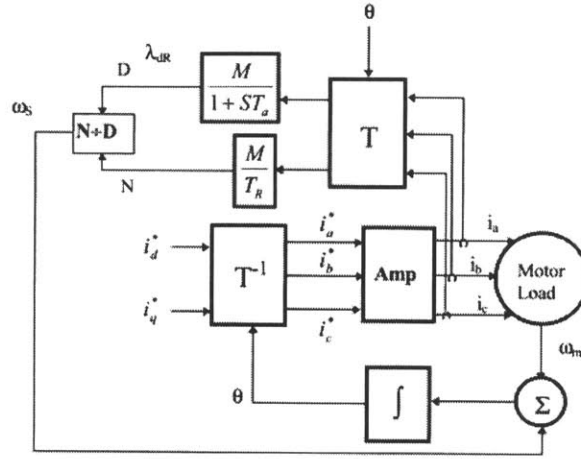 θ
λdR
D
M
1 + STa
ωS
N÷D
T
N
M
TR
i*d
i*a
ia
T-1
i*b
Amp
ib
Motor
Load
i*q
i*c
ic
ωm
θ
∫
Σ